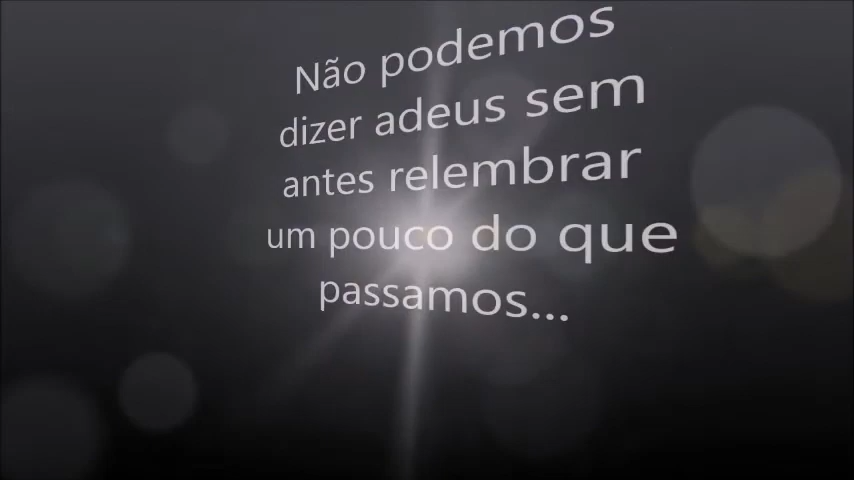 Não podemos
dizer adeus sem
antes relembrar
um pouco do que
passamos...